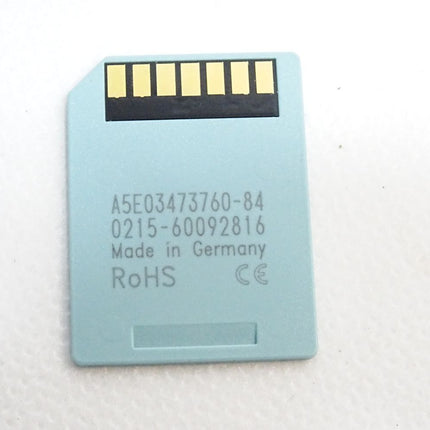 A5E03473760-84
0215-60092816
Made in Germany
RoHS CE